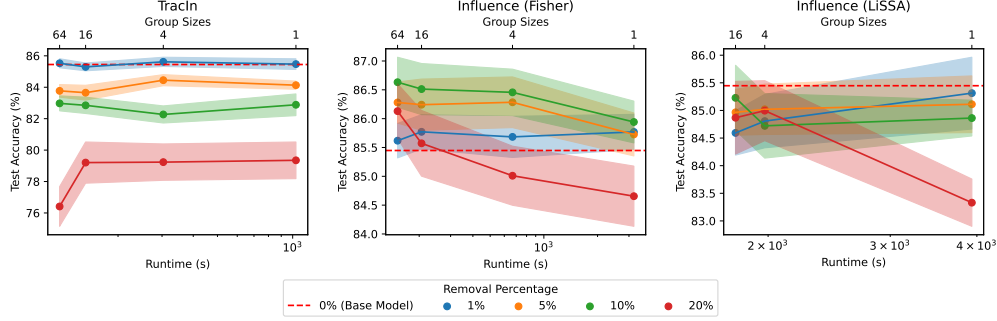 TracIn
Group Sizes
64 16 4 1
86
84
82
80
78
76
Test Accuracy (%)
10³
Runtime (s)
Influence (Fisher)
Group Sizes
64 16 4 1
87.0
86.5
86.0
85.5
85.0
84.5
84.0
Test Accuracy (%)
10³
Runtime (s)
Influence (LiSSA)
Group Sizes
16 4 1
86.0
85.5
85.0
84.5
84.0
83.5
83.0
Test Accuracy (%)
2 × 10³ 3 × 10³ 4 × 10³
Runtime (s)
Removal Percentage
0% (Base Model) 1% 5% 10% 20%